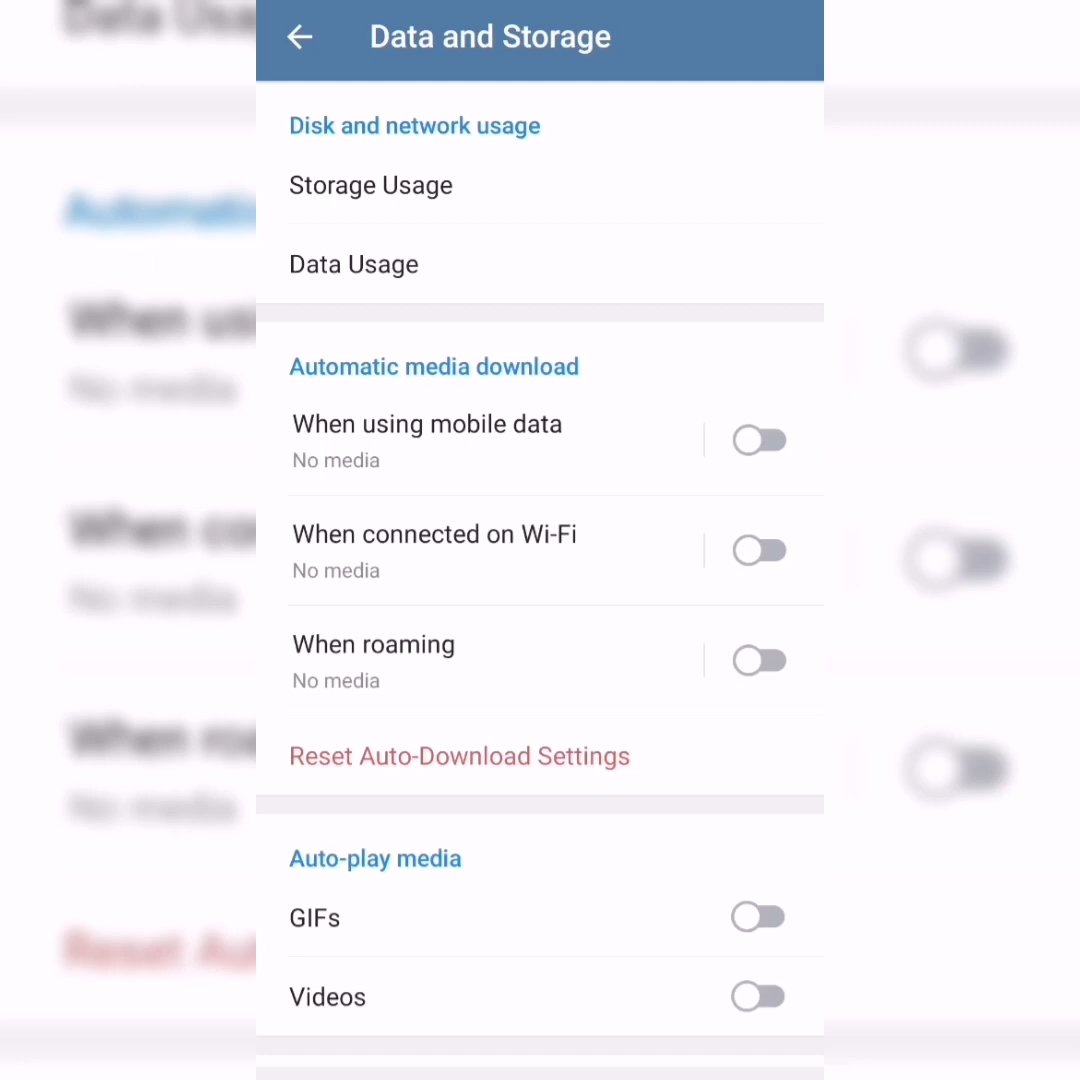 Data and Storage
Disk and network usage
Storage Usage
Data Usage
Automatic media download
When using mobile data
No media
When connected on Wi-Fi
No media
When roaming
No media
Reset Auto-Download Settings
Auto-play media
GIFs
Videos